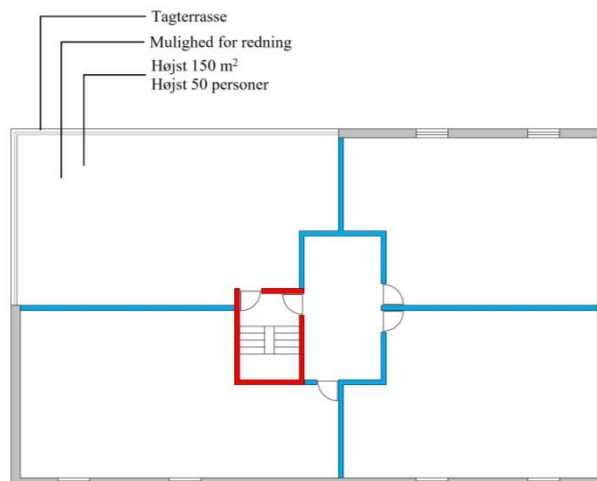 Tagterrasse
Mulighed for redning
Højst 150 m²
Højst 50 personer